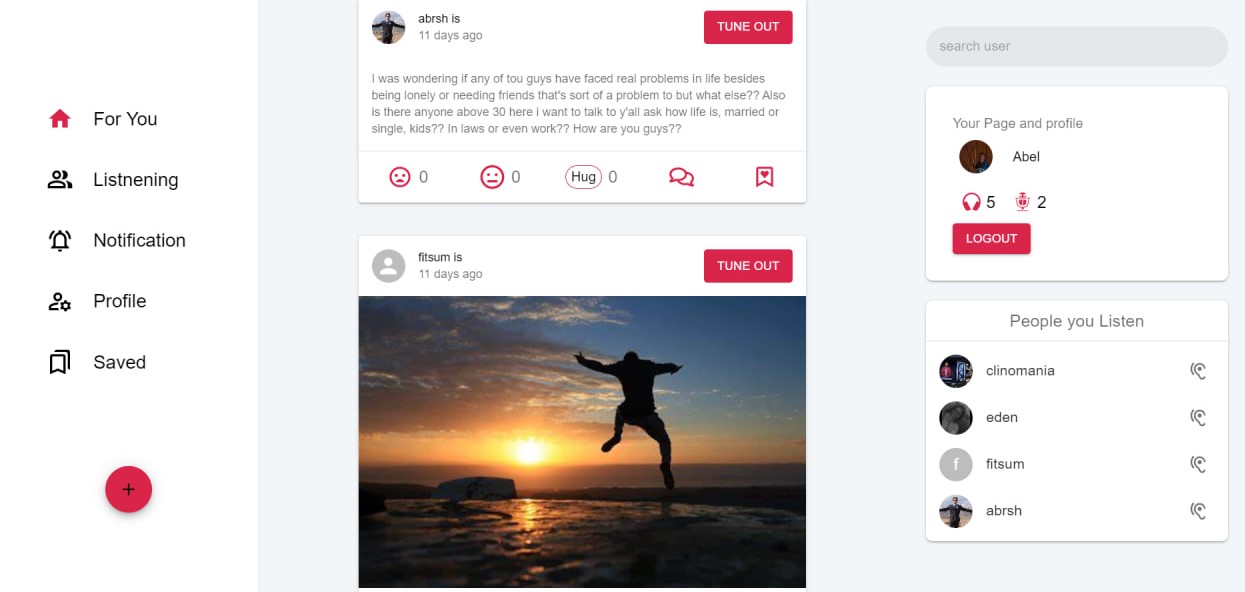 For You
Listnening
Notification
Profile
Saved
+
abrsh is
11 days ago
TUNE OUT
I was wondering if any of tou guys have faced real problems in life besides
being lonely or needing friends that's sort of a problem to but what else?? Also
is there anyone above 30 here i want to talk to y'all ask how life is, married or
single, kids?? In laws or even work?? How are you guys??
0
0
Hug 0
fitsum is
11 days ago
TUNE OUT
search user
Your Page and profile
Abel
5 2
LOGOUT
People you Listen
clinomania
eden
f fitsum
abrsh